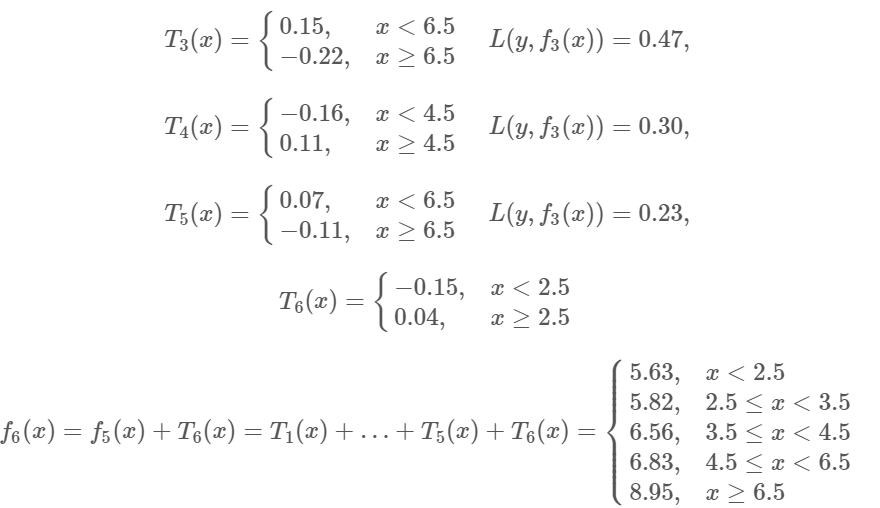 T₃(x) = { 0.15, x < 6.5
−0.22, x ≥ 6.5 L(y, f₃(x)) = 0.47,
T₄(x) = { −0.16, x < 4.5
0.11, x ≥ 4.5 L(y, f₃(x)) = 0.30,
T₅(x) = { 0.07, x < 6.5
−0.11, x ≥ 6.5 L(y, f₃(x)) = 0.23,
T₆(x) = { −0.15, x < 2.5
0.04, x ≥ 2.5
f₆(x) = f₅(x) + T₆(x) = T₁(x) + … + T₅(x) + T₆(x) = { 5.63, x < 2.5
5.82, 2.5 ≤ x < 3.5
6.56, 3.5 ≤ x < 4.5
6.83, 4.5 ≤ x < 6.5
8.95, x ≥ 6.5